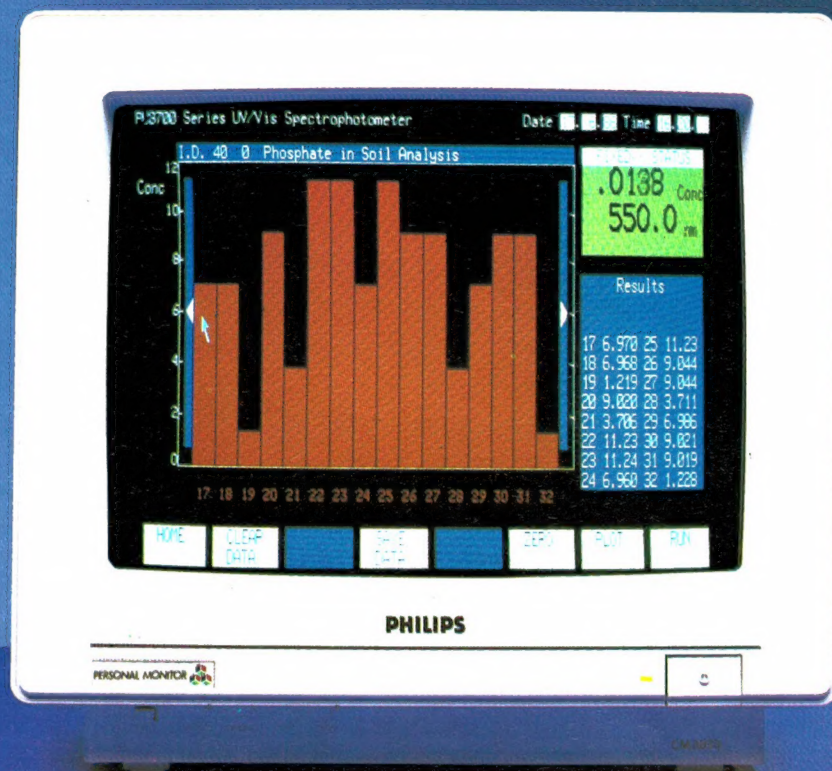 PU8700 Series UV/Vis Spectrophotometer
Date Time
I.D. 40 0 Phosphate in Soil Analysis
Conc
12
10
8
6
4
2
0
17 18 19 20 21 22 23 24 25 26 27 28 29 30 31 32
STATUS
.0138 Conc
550.0 nm
Results
17 6.970 25 11.23
18 6.968 26 9.044
19 1.219 27 9.044
20 9.020 28 3.711
21 3.706 29 6.986
22 11.23 30 9.021
23 11.24 31 9.019
24 6.960 32 1.228
HOME
CLEAR
DATA
SAVE
DATA
ZERO
PLOT
RUN
PHILIPS
PERSONAL MONITOR